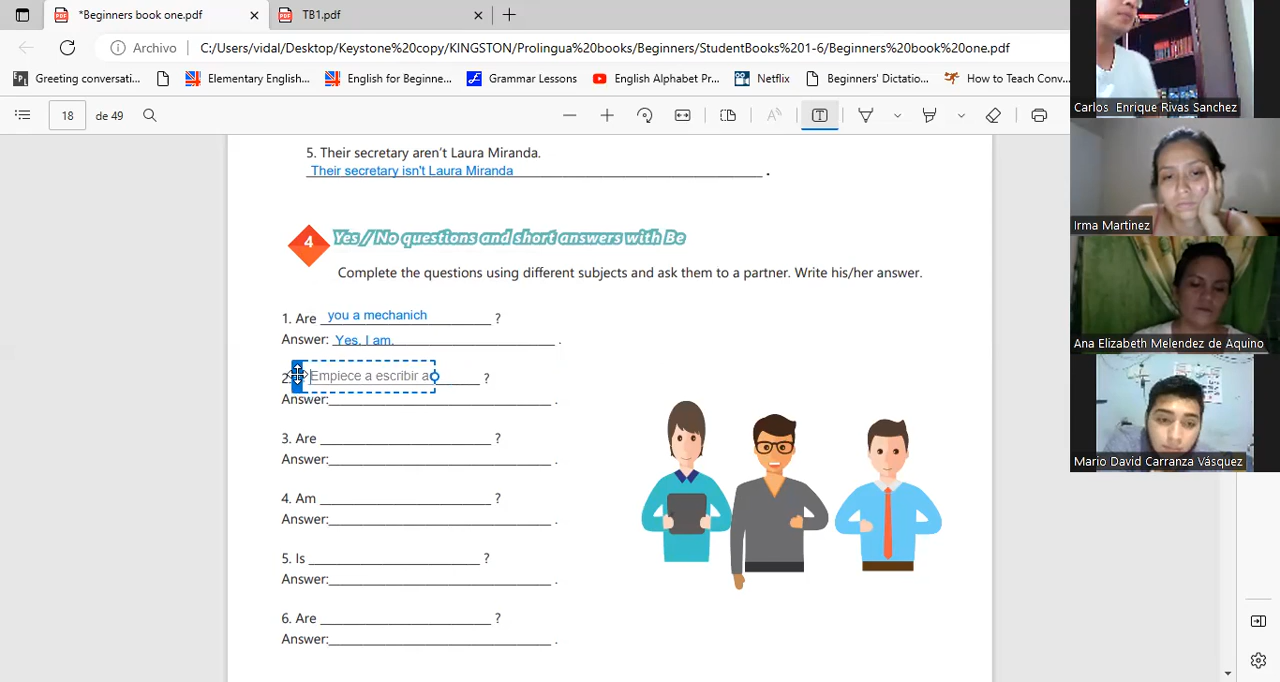 *Beginners book one.pdf
TB1.pdf
Archivo
C:/Users/vidal/Desktop/Keystone%20copy/KINGSTON/Prolingua%20books/Beginners/StudentBooks%201-6/Beginners%20book%20one.pdf
Greeting conversati...
Elementary English...
English for Beginne...
Grammar Lessons
English Alphabet Pr...
Netflix
Beginners' Dictatio...
How to Teach Conv...
18
de 49
5. Their secretary aren't Laura Miranda.
Their secretary isn't Laura Miranda .
4
Yes / No questions and short answers with Be
Complete the questions using different subjects and ask them to a partner. Write his/her answer.
1. Are you a mechanich ?
Answer: Yes, I am. .
2. Empiece a escribir a ?
Answer: .
3. Are ?
Answer: .
4. Am ?
Answer: .
5. Is ?
Answer: .
6. Are ?
Answer: .
Carlos Enrique Rivas Sanchez
Irma Martinez
Ana Elizabeth Melendez de Aquino
Mario David Carranza Vásquez